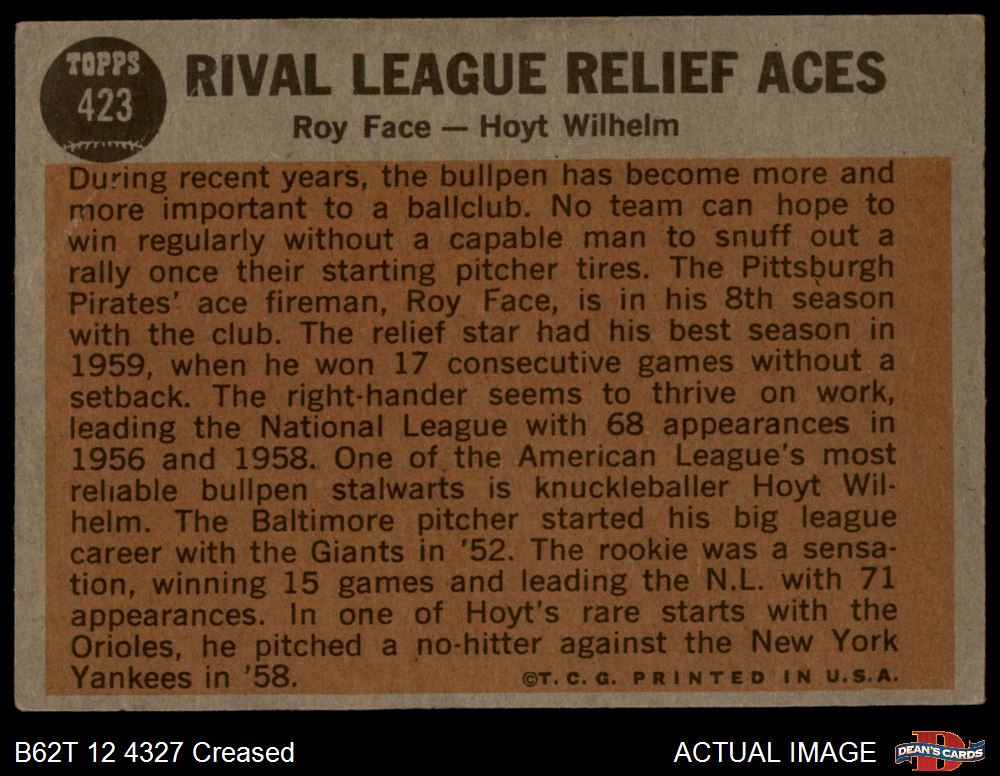 TOPPS
423
RIVAL LEAGUE RELIEF ACES
Roy Face — Hoyt Wilhelm
During recent years, the bullpen has become more and
more important to a ballclub. No team can hope to
win regularly without a capable man to snuff out a
rally once their starting pitcher tires. The Pittsburgh
Pirates' ace fireman, Roy Face, is in his 8th season
with the club. The relief star had his best season in
1959, when he won 17 consecutive games without a
setback. The right-hander seems to thrive on work,
leading the National League with 68 appearances in
1956 and 1958. One of the American League's most
reliable bullpen stalwarts is knuckleballer Hoyt Wil-
helm. The Baltimore pitcher started his big league
career with the Giants in '52. The rookie was a sensa-
tion, winning 15 games and leading the N.L. with 71
appearances. In one of Hoyt's rare starts with the
Orioles, he pitched a no-hitter against the New York
Yankees in '58.
©T. C. G. PRINTED IN U.S.A.
B62T 12 4327 Creased
ACTUAL IMAGE
DEAN'S CARDS